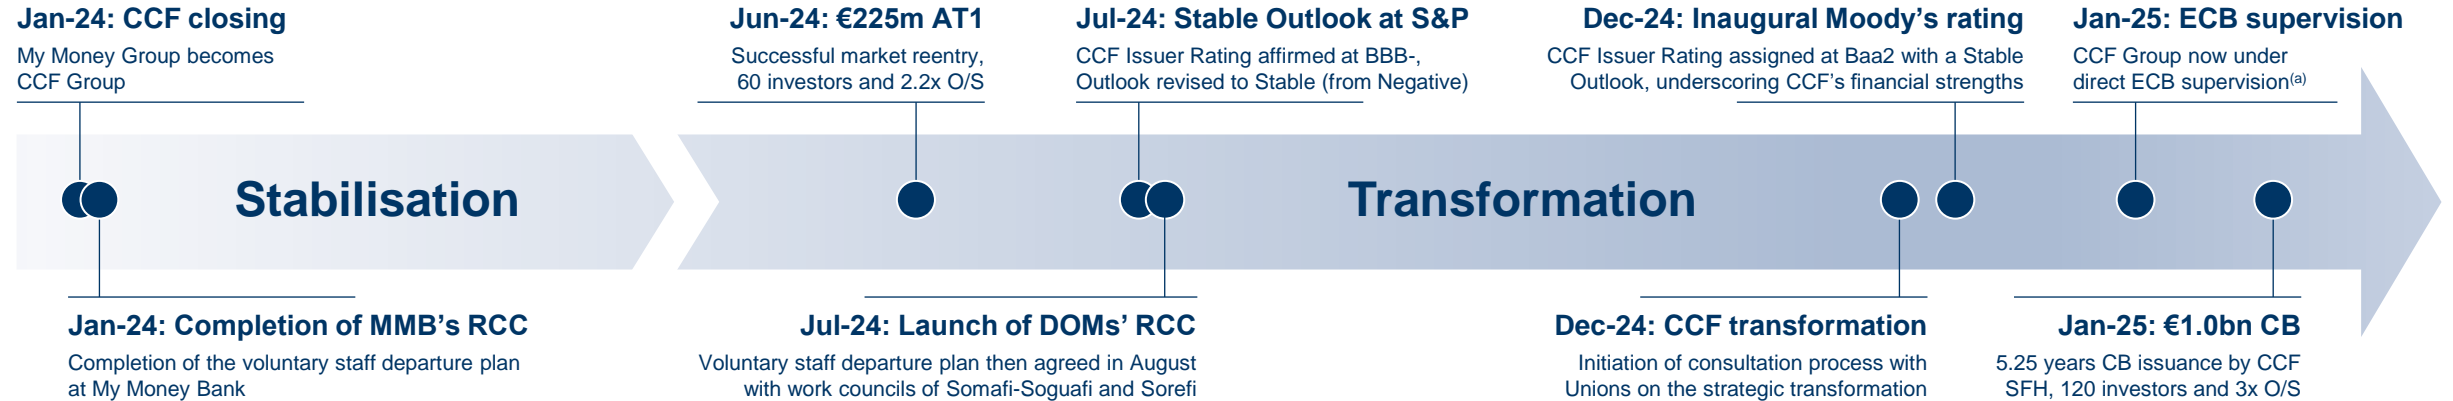 Jan-24: CCF closing
My Money Group becomes
CCF Group
Jun-24: €225m AT1
Successful market reentry,
60 investors and 2.2x O/S
Jul-24: Stable Outlook at S&P
CCF Issuer Rating affirmed at BBB-,
Outlook revised to Stable (from Negative)
Dec-24: Inaugural Moody’s rating
CCF Issuer Rating assigned at Baa2 with a Stable
Outlook, underscoring CCF’s financial strengths
Jan-25: ECB supervision
CCF Group now under
direct ECB supervision(a)
Stabilisation
Transformation
Jan-24: Completion of MMB’s RCC
Completion of the voluntary staff departure plan
at My Money Bank
Jul-24: Launch of DOMs’ RCC
Voluntary staff departure plan then agreed in August
with work councils of Somafi-Soguafi and Sorefi
Dec-24: CCF transformation
Initiation of consultation process with
Unions on the strategic transformation
Jan-25: €1.0bn CB
5.25 years CB issuance by CCF
SFH, 120 investors and 3x O/S